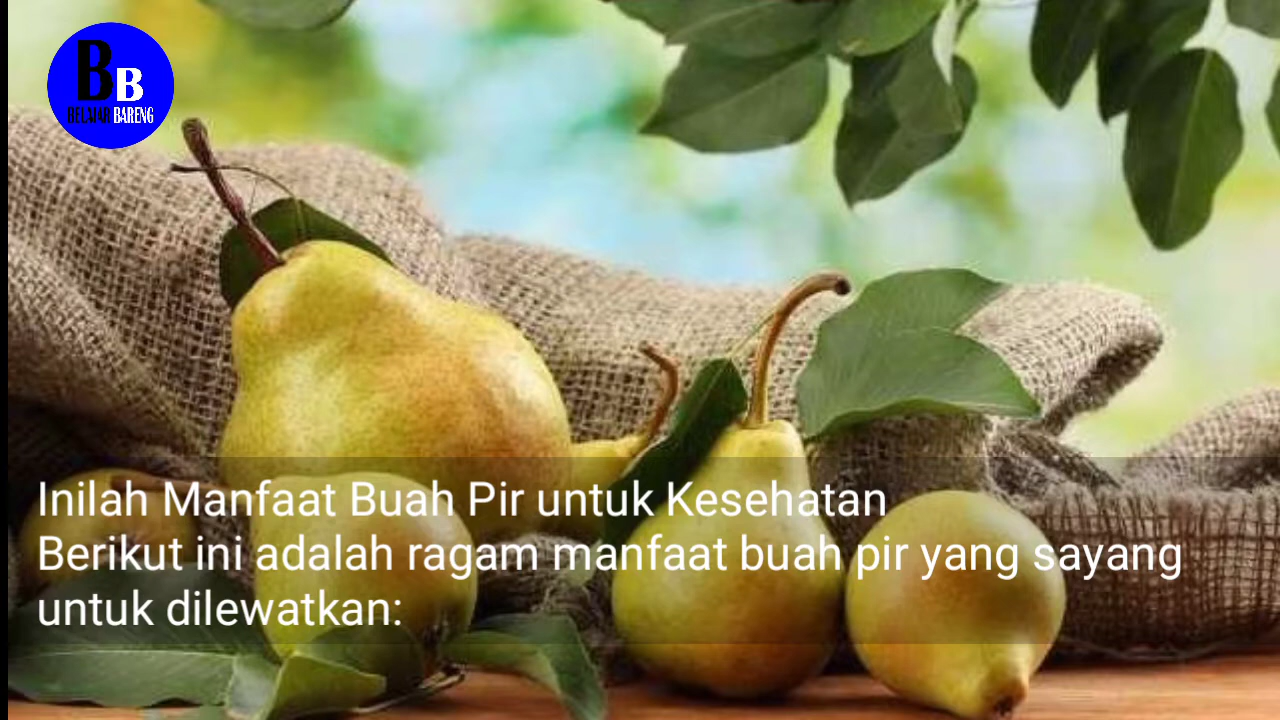 BB
BELAJAR BARENG
Inilah Manfaat Buah Pir untuk Kesehatan
Berikut ini adalah ragam manfaat buah pir yang sayang
untuk dilewatkan: